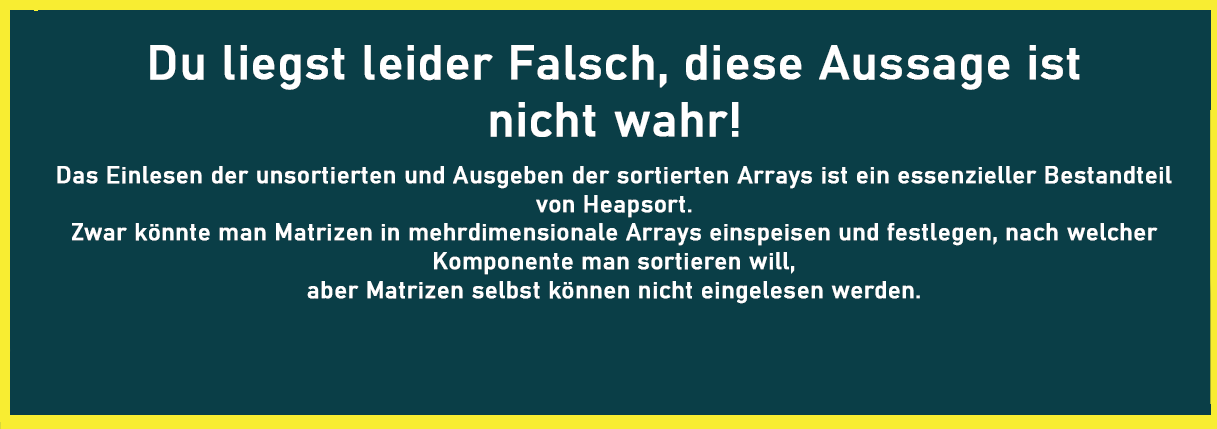 Du liegst leider Falsch, diese Aussage ist
nicht wahr!
Das Einlesen der unsortierten und Ausgeben der sortierten Arrays ist ein essenzieller Bestandteil
von Heapsort.
Zwar könnte man Matrizen in mehrdimensionale Arrays einspeisen und festlegen, nach welcher
Komponente man sortieren will,
aber Matrizen selbst können nicht eingelesen werden.